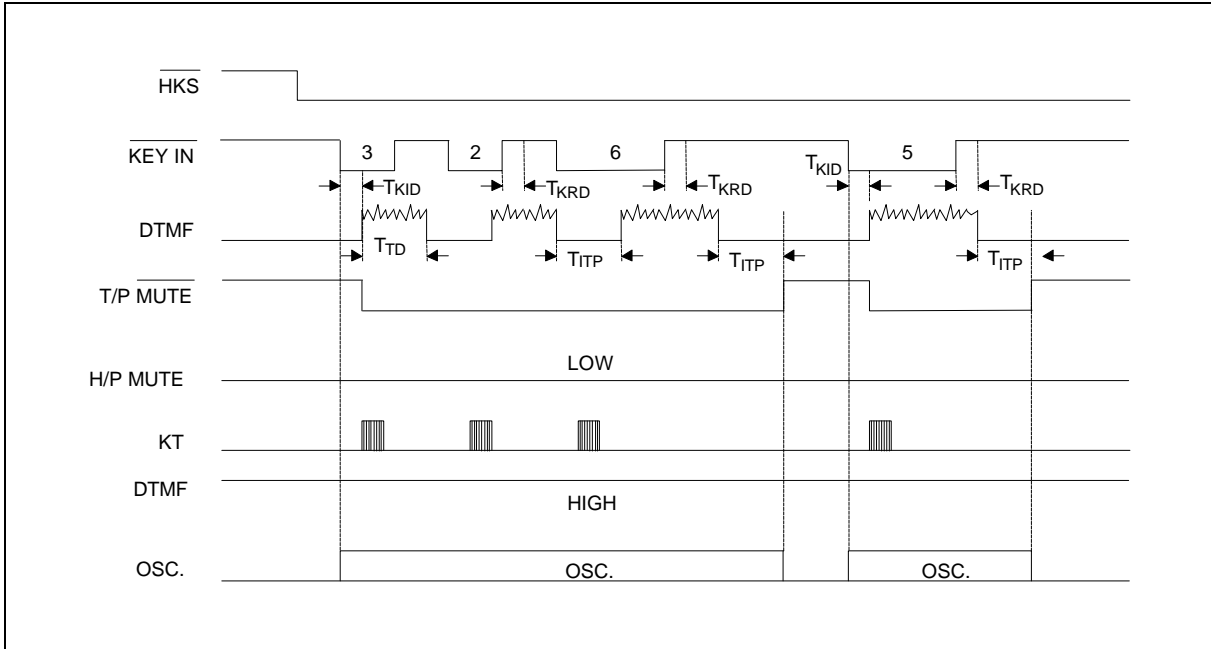 HKS
KEY IN
3
2
6
5
TKID
TKRD
TKRD
TKID
TKRD
DTMF
TTD
TITP
TITP
TITP
T/P MUTE
LOW
H/P MUTE
KT
DTMF
HIGH
OSC.
OSC.
OSC.